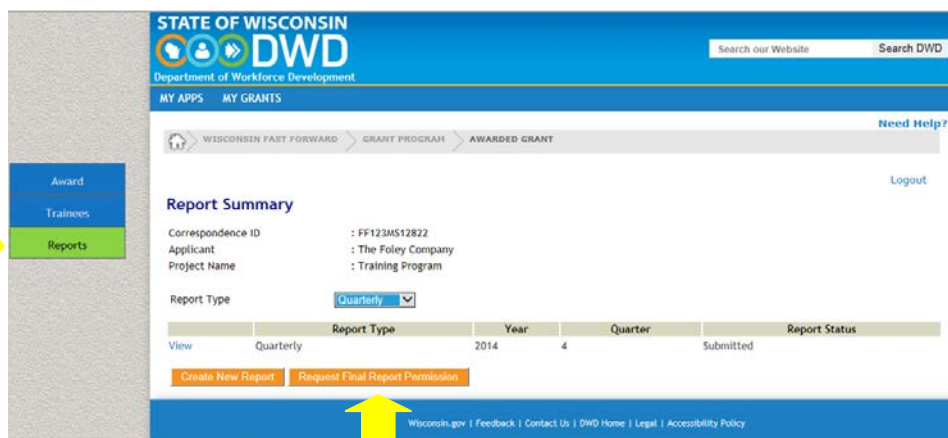 STATE OF WISCONSIN
DWD
Department of Workforce Development
Search our Website Search DWD
MY APPS MY GRANTS
Need Help?
WISCONSIN FAST FORWARD GRANT PROGRAM AWARDED GRANT
Logout
Award
Trainees
Reports
Report Summary
Correspondence ID : FF123MS12822
Applicant : The Foley Company
Project Name : Training Program
Report Type Quarterly
Report Type Year Quarter Report Status
View Quarterly 2014 4 Submitted
Create New Report Request Final Report Permission
Wisconsin.gov | Feedback | Contact Us | DWD Home | Legal | Accessibility Policy